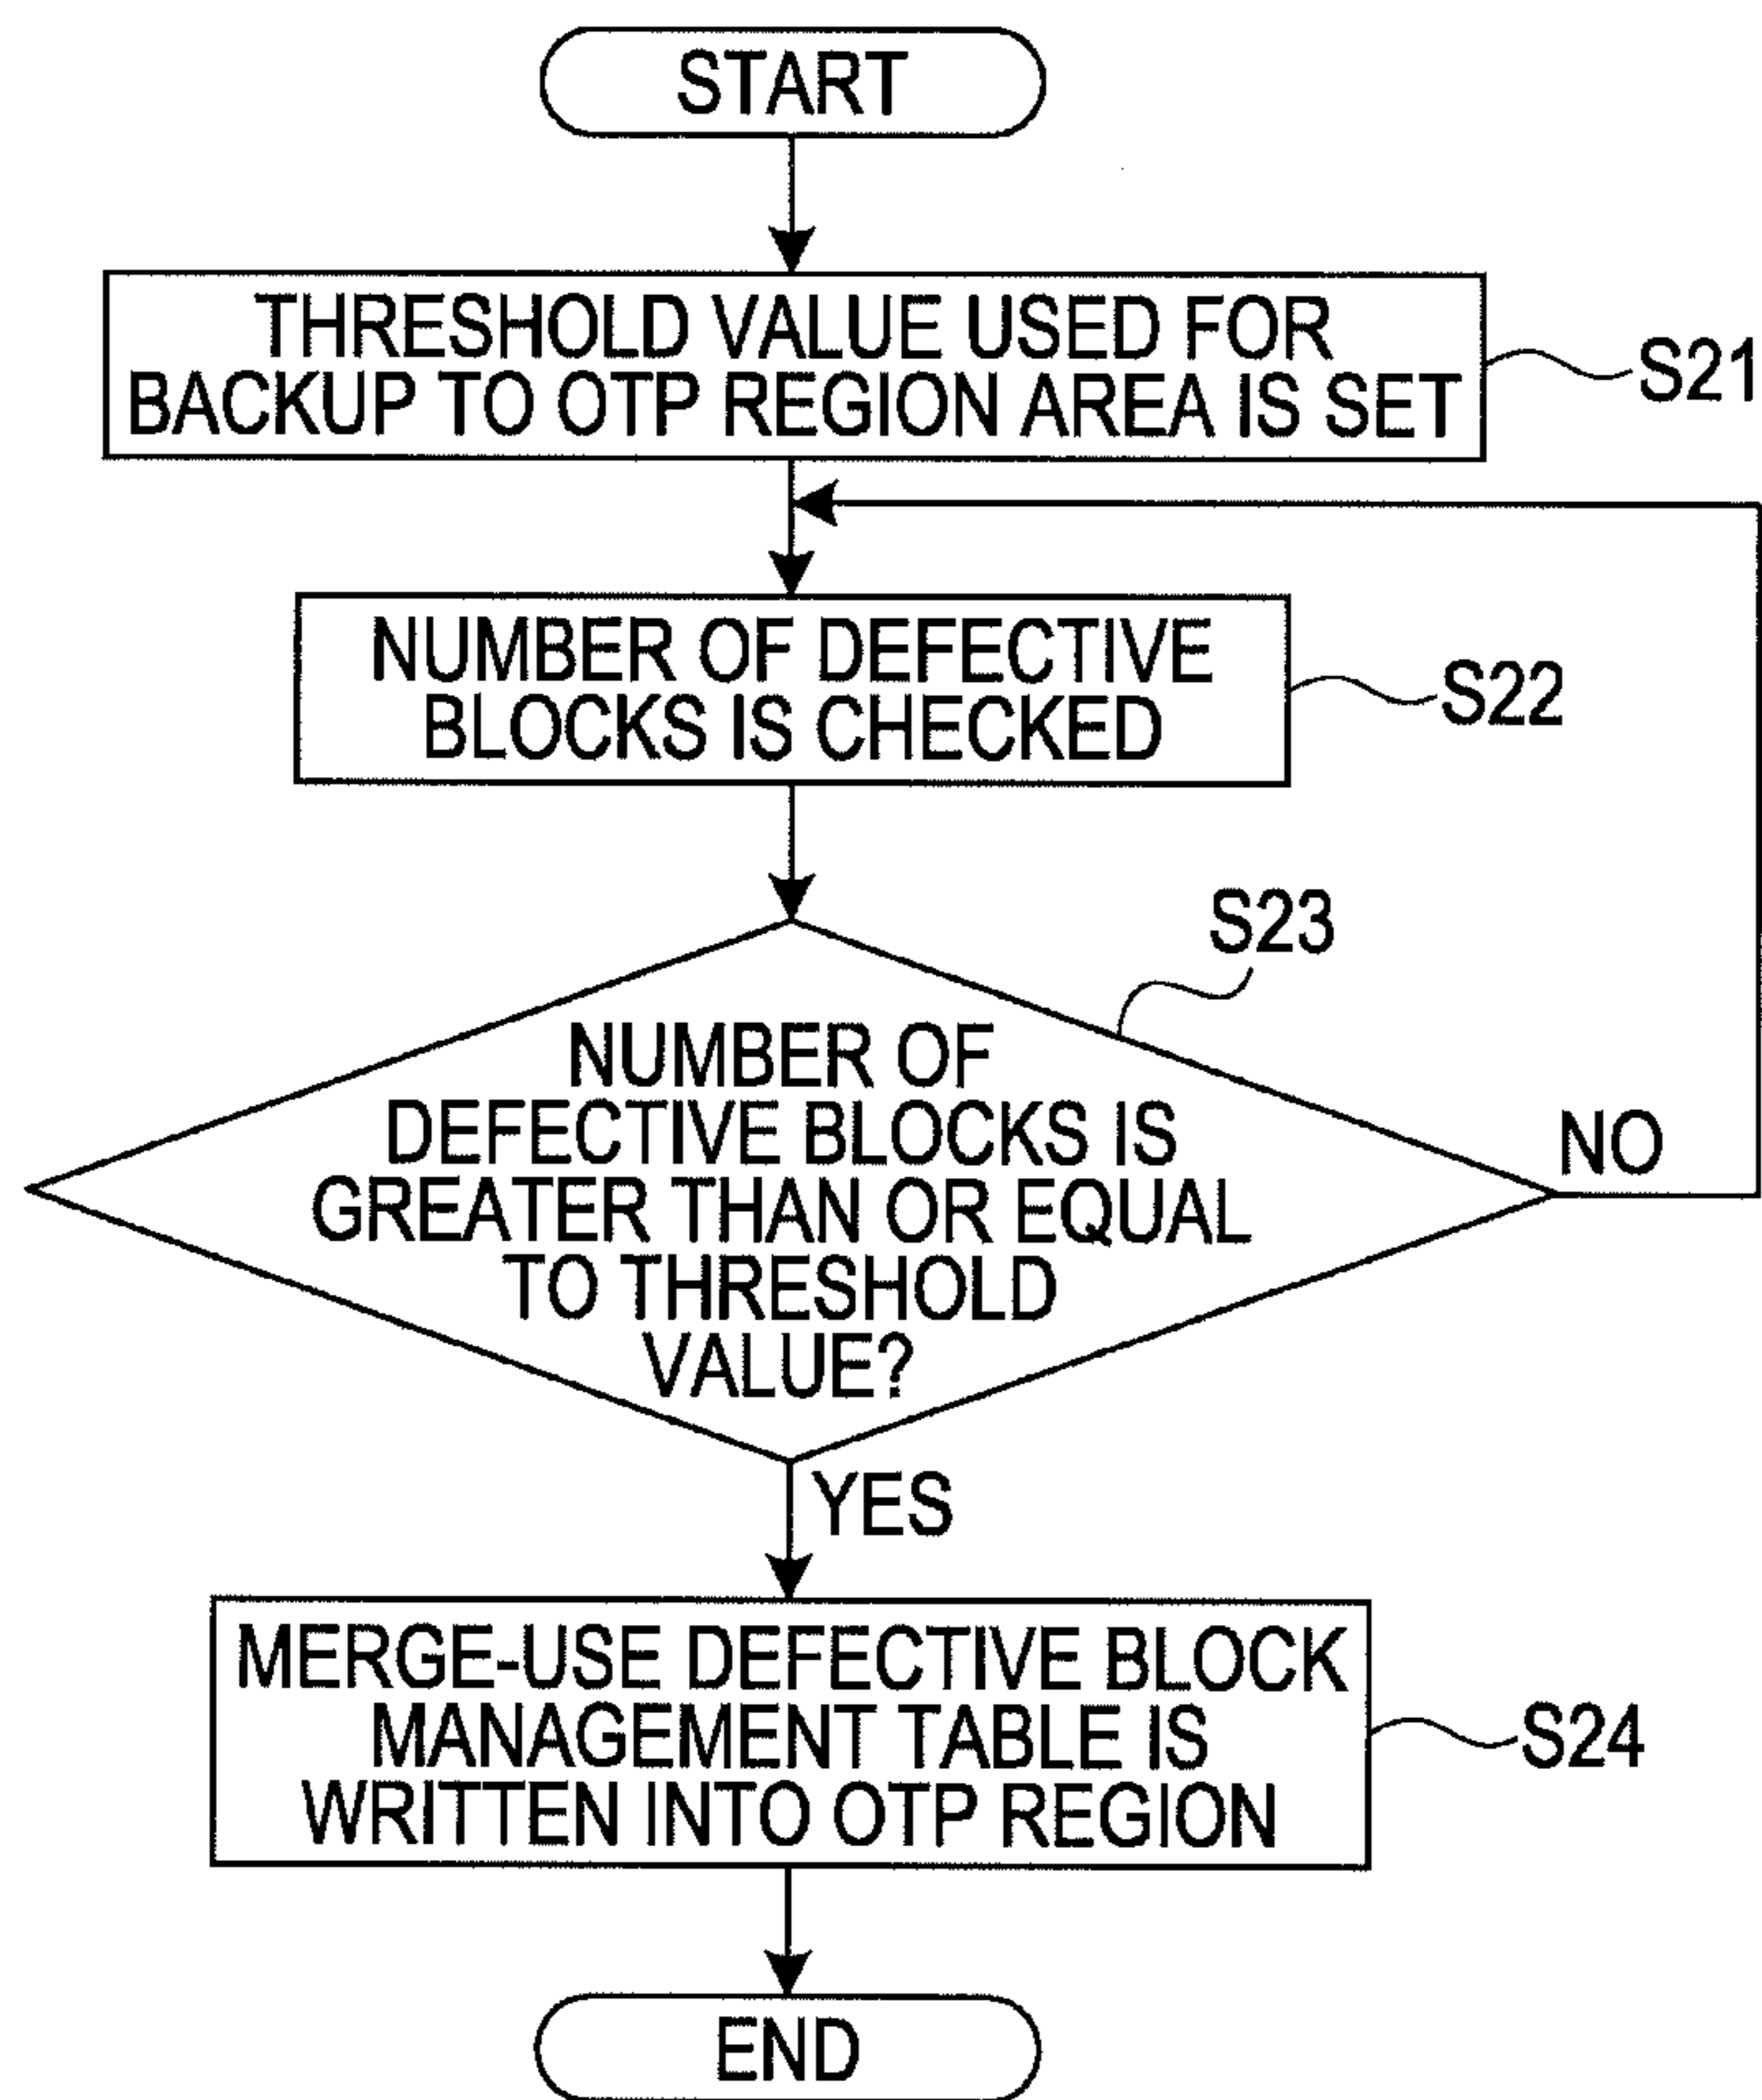 START
THRESHOLD VALUE USED FOR
BACKUP TO OTP REGION AREA IS SET
S21
NUMBER OF DEFECTIVE
BLOCKS IS CHECKED
S22
S23
NUMBER OF
DEFECTIVE BLOCKS IS
GREATER THAN OR EQUAL
TO THRESHOLD
VALUE?
NO
YES
MERGE-USE DEFECTIVE BLOCK
MANAGEMENT TABLE IS
WRITTEN INTO OTP REGION
S24
END